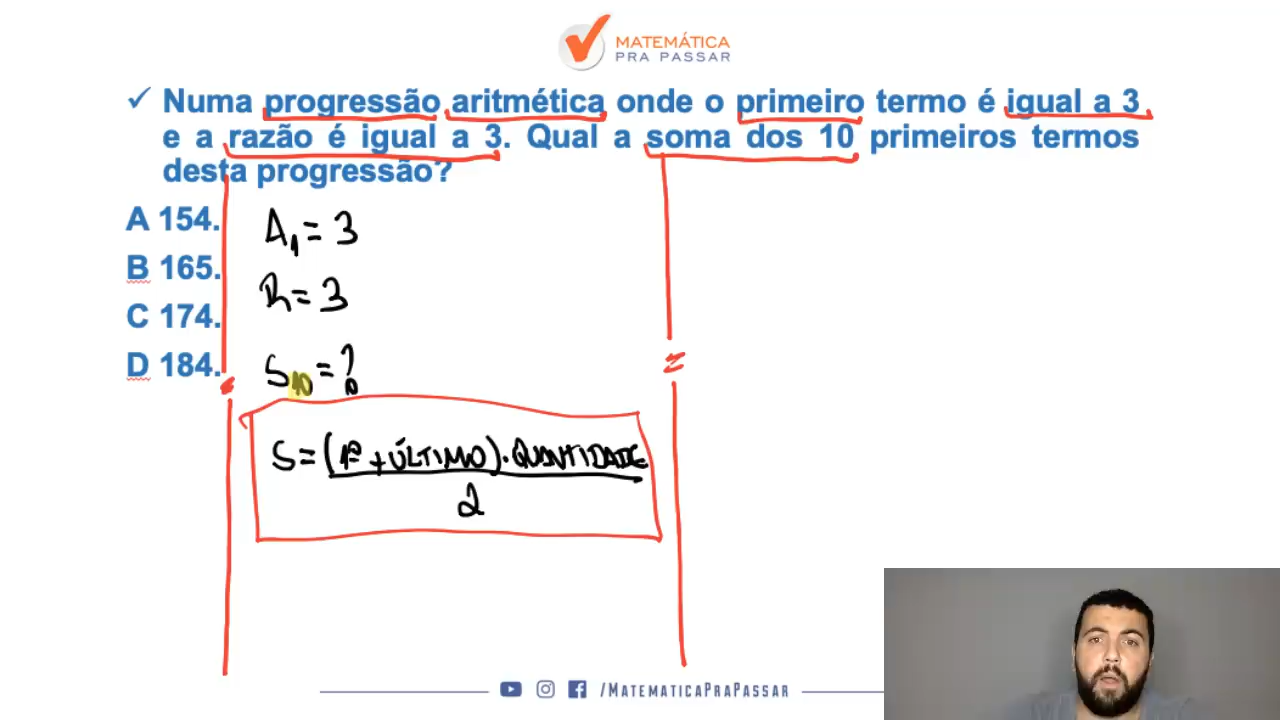 MATEMÁTICA
PRA PASSAR
✓ Numa progressão aritmética onde o primeiro termo é igual a 3
e a razão é igual a 3. Qual a soma dos 10 primeiros termos
desta progressão?
A 154.
B 165.
C 174.
D 184.
A₁ = 3
R = 3
S₁₀ = ?
S = (1º + ÚLTIMO) · QUANTIDADE
2
/MATEMATICAPRAPASSAR